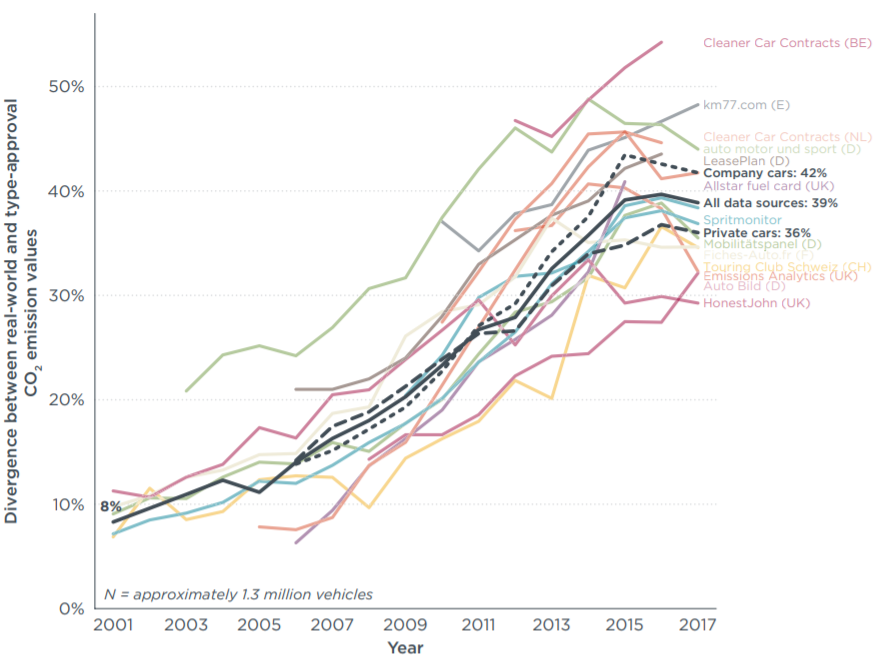 Divergence between real-world and type-approval
CO2 emission values
50%
40%
30%
20%
10%
0%
8%
Cleaner Car Contracts (BE)
km77.com (E)
Cleaner Car Contracts (NL)
auto motor und sport (D)
LeasePlan (D)
Company cars: 42%
Allstar fuel card (UK)
All data sources: 39%
Spritmonitor
Private cars: 36%
Mobilitätspanel (D)
Fiches-Auto.fr (F)
Touring Club Schweiz (CH)
Emissions Analytics (UK)
Auto Bild (D)
HonestJohn (UK)
N = approximately 1.3 million vehicles
2001 2003 2005 2007 2009 2011 2013 2015 2017
Year